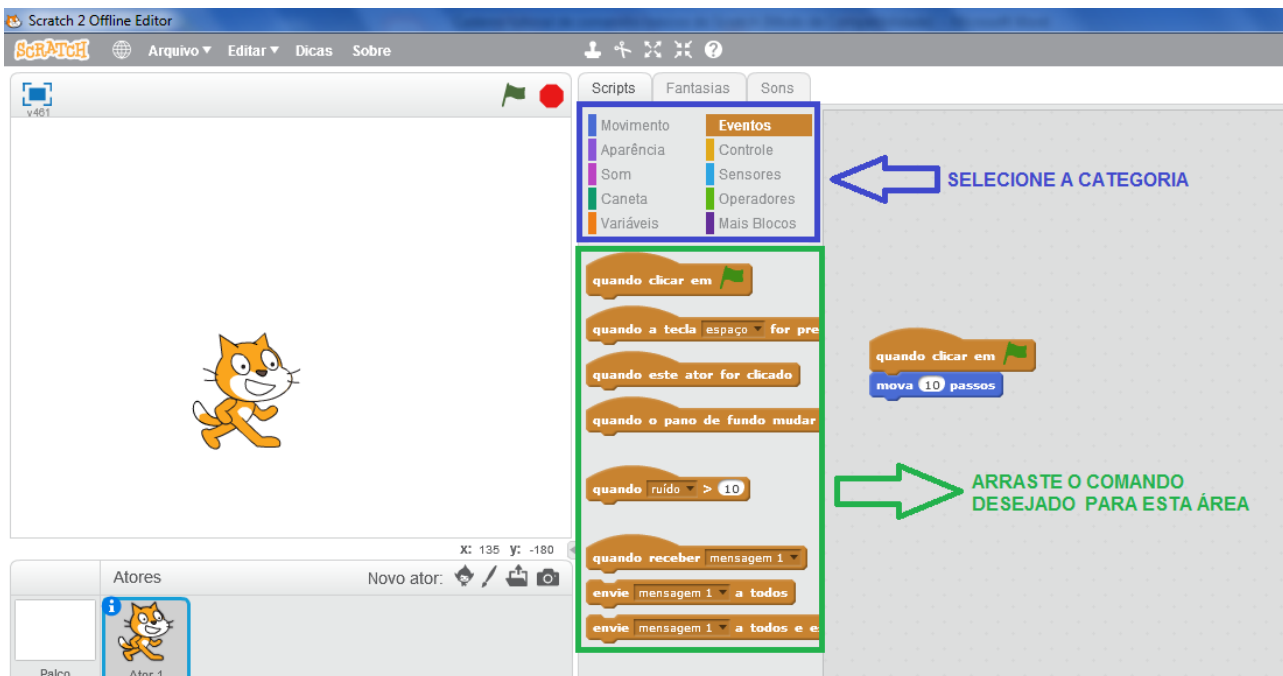 Scratch 2 Offline Editor
SCRATCH Arquivo Editar Dicas Sobre
v461
Scripts Fantasias Sons
Movimento Eventos
Aparência Controle
Som Sensores
Caneta Operadores
Variáveis Mais Blocos
SELECIONE A CATEGORIA
quando clicar em
quando a tecla espaço for pre
quando este ator for clicado
quando o pano de fundo mudar
quando ruído > 10
quando receber mensagem 1
envie mensagem 1 a todos
envie mensagem 1 a todos e e
quando clicar em
mova 10 passos
ARRASTE O COMANDO
DESEJADO PARA ESTA ÁREA
X: 135 y: -180
Atores Novo ator:
Palco Ator 1